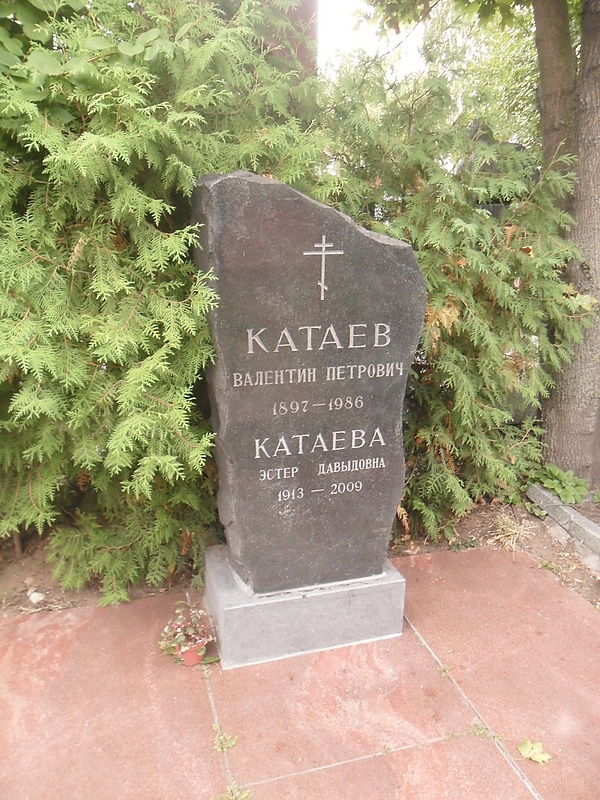 КАТАЕВ
ВАЛЕНТИН ПЕТРОВИЧ
1897 — 1986
КАТАЕВА
ЭСТЕР ДАВЫДОВНА
1913 — 2009